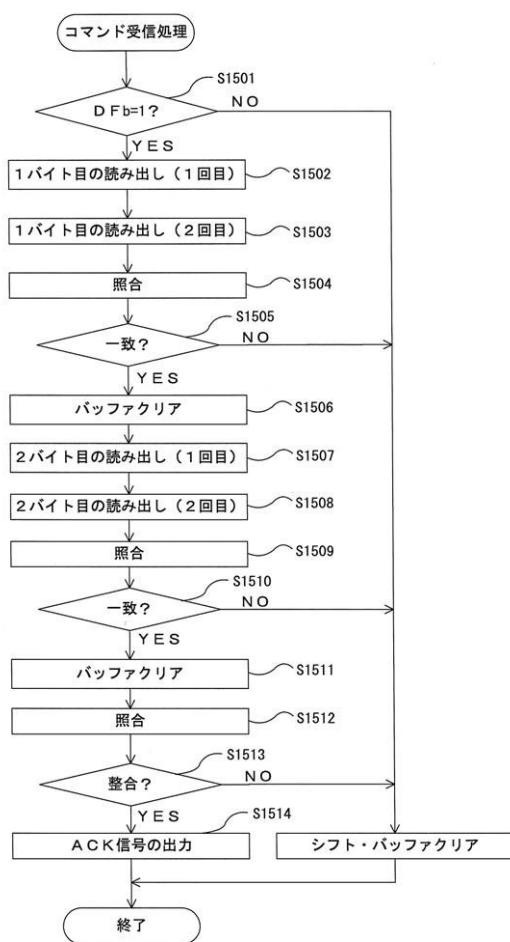 コマンド受信処理
S1501
DFb=1?
NO
YES
1バイト目の読み出し(1回目)
S1502
1バイト目の読み出し(2回目)
S1503
照合
S1504
S1505
一致?
NO
YES
バッファクリア
S1506
2バイト目の読み出し(1回目)
S1507
2バイト目の読み出し(2回目)
S1508
照合
S1509
S1510
一致?
NO
YES
バッファクリア
S1511
照合
S1512
S1513
整合?
NO
YES
S1514
ACK信号の出力
シフト・バッファクリア
終了